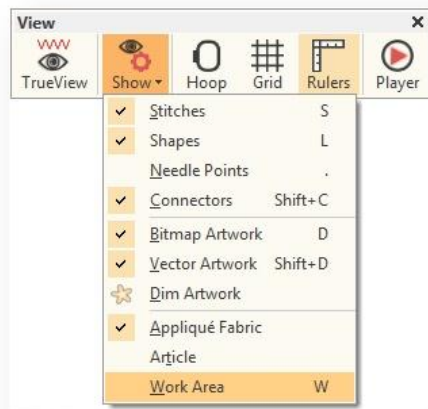 View
TrueView Show Hoop Grid Rulers Player
Stitches S
Shapes L
Needle Points .
Connectors Shift+C
Bitmap Artwork D
Vector Artwork Shift+D
Dim Artwork
Appliqué Fabric
Article
Work Area W